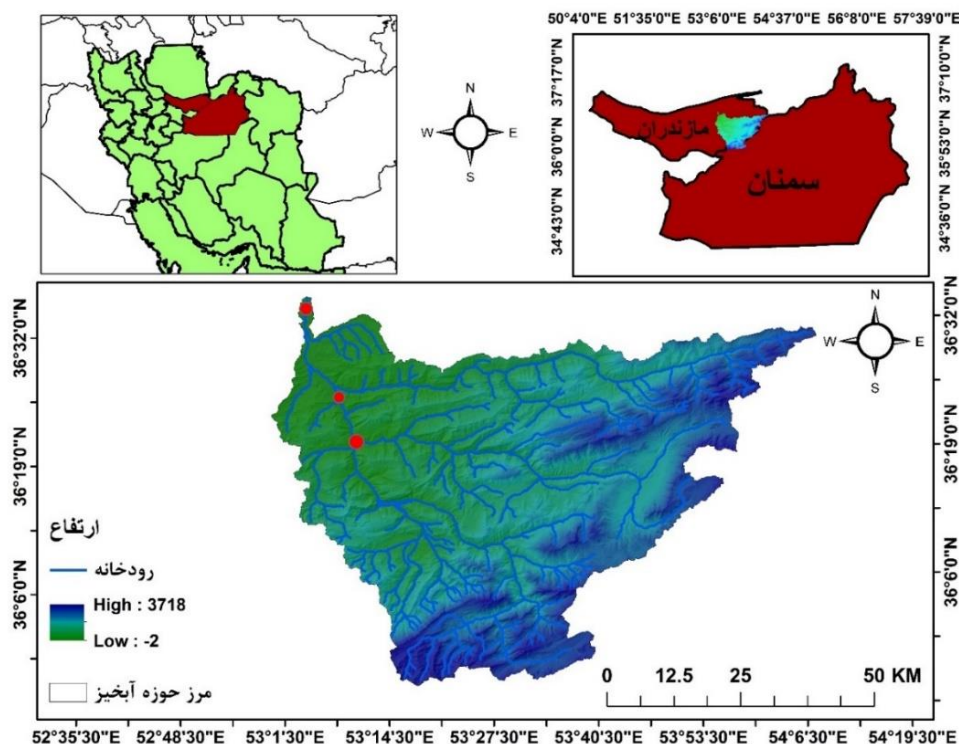 50°4'0"E 51°35'0"E 53°6'0"E 54°37'0"E 56°8'0"E 57°39'0"E
37°17'0"N
36°0'0"N
34°43'0"N
37°10'0"N
35°53'0"N
34°36'0"N
مازندران
سمنان
N
W E
S
N
W E
S
36°32'0"N
36°19'0"N
36°6'0"N
36°32'0"N
36°19'0"N
36°6'0"N
ارتفاع
رودخانه
High : 3718
Low : -2
مرز حوزه آبخیز
0 12.5 25 50 KM
52°35'30"E 52°48'30"E 53°1'30"E 53°14'30"E 53°27'30"E 53°40'30"E 53°53'30"E 54°6'30"E 54°19'30"E